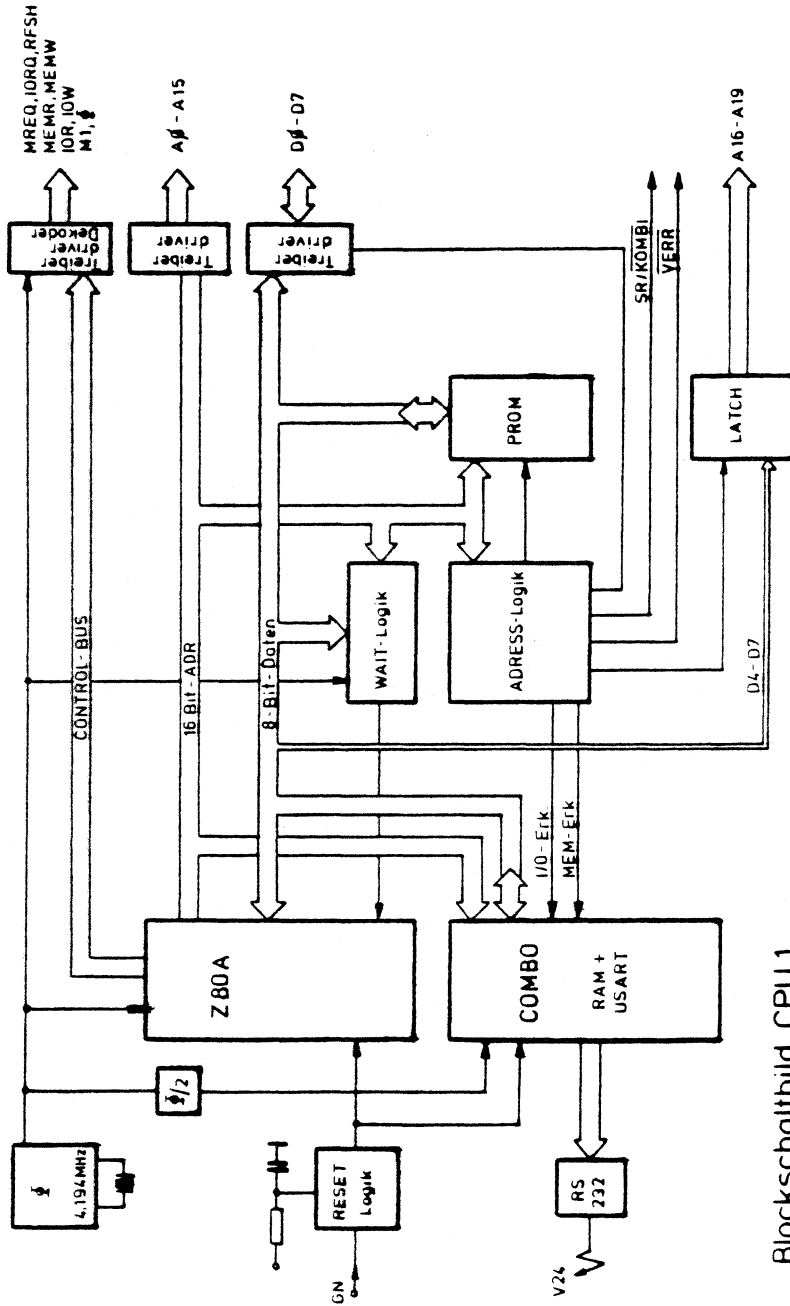 MREQ, IORQ, RFSH
MEMR, MEMW
IOR, IOW
M1, Φ
AØ - A15
DØ - D7
Treiber
driver
Dekoder
Treiber
driver
Treiber
driver
SR/KOMBI
VERR
A16 - A19
CONTROL-BUS
16 Bit-ADR
8-Bit-Daten
PROM
LATCH
WAIT-Logik
ADRESS-Logik
D4-D7
I/O-Erk
MEM-Erk
Z80A
COMBO
RAM +
USART
Φ
4.194MHz
Φ/2
RESET
Logik
GN
RS
232
V24
Blockschaltbild CPU1